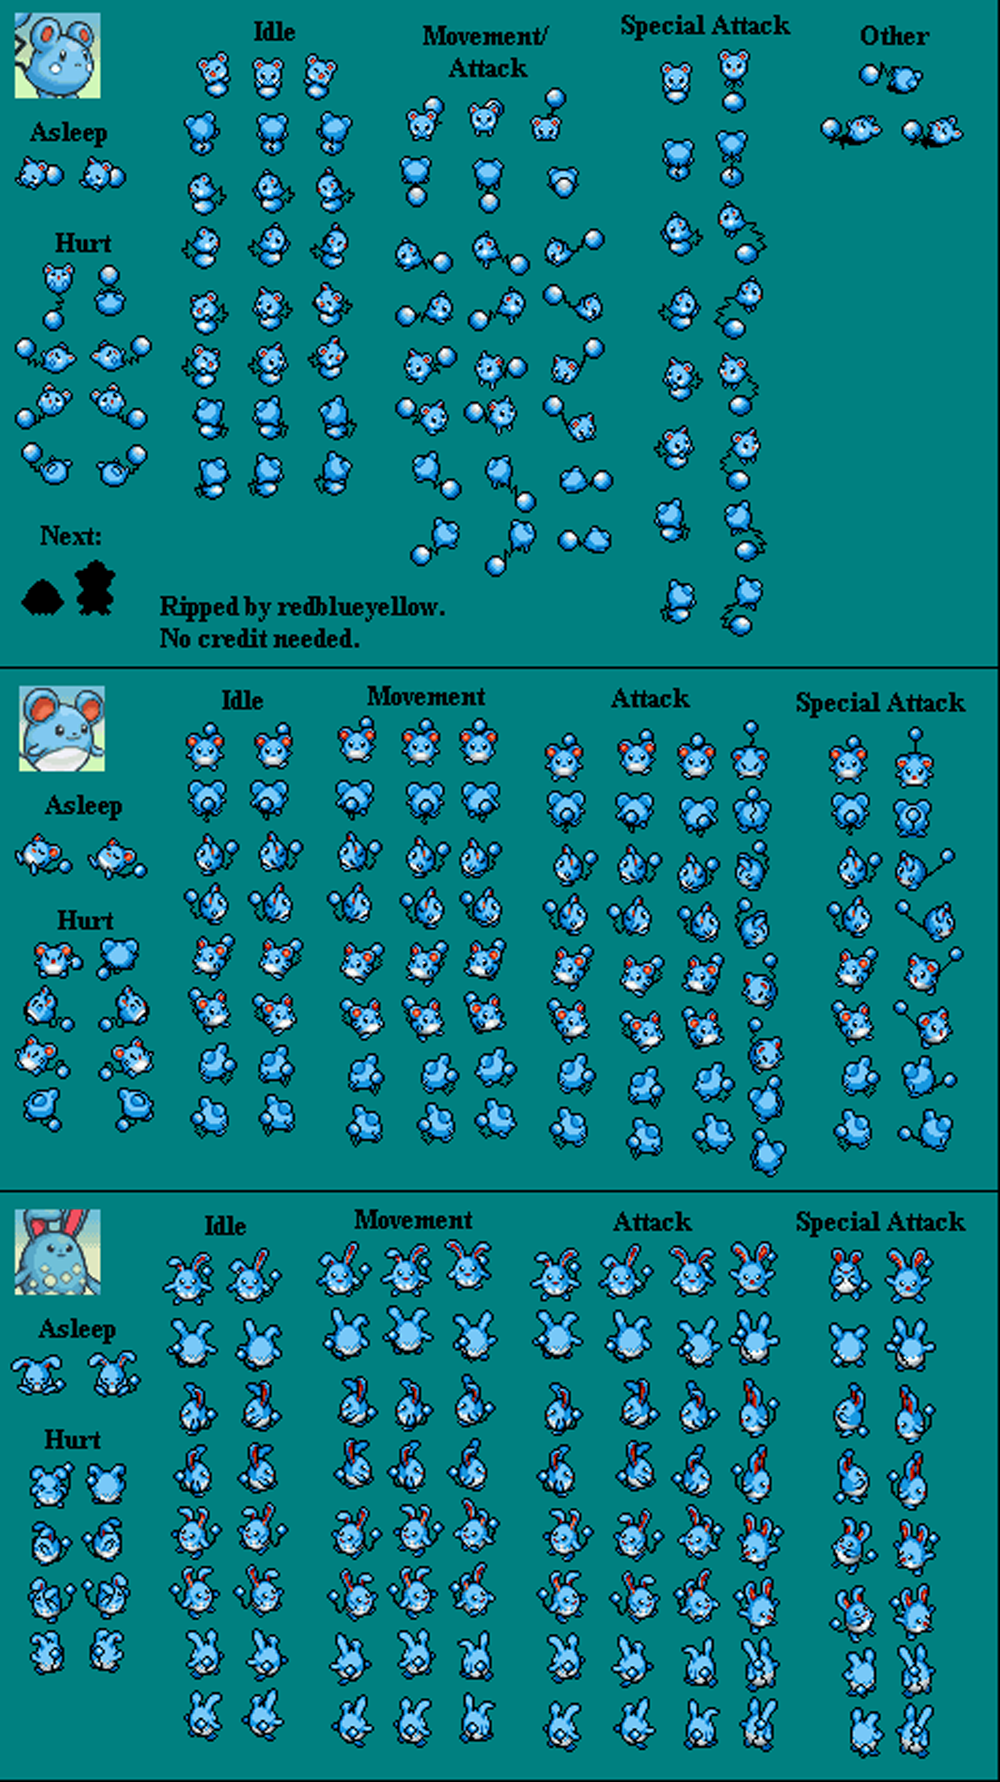 Idle
Movement/
Attack
Special Attack
Other
Asleep
Hurt
Next:
Ripped by redblueyellow.
No credit needed.
Idle
Movement
Attack
Special Attack
Asleep
Hurt
Idle
Movement
Attack
Special Attack
Asleep
Hurt